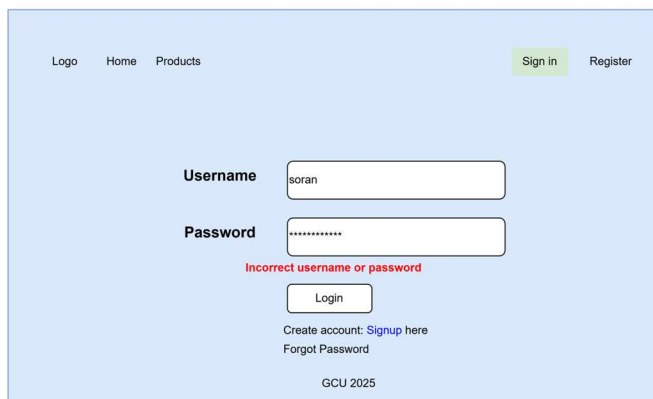 Logo Home Products Sign in Register
Username soran
Password ************
Incorrect username or password
Login
Create account: Signup here
Forgot Password
GCU 2025